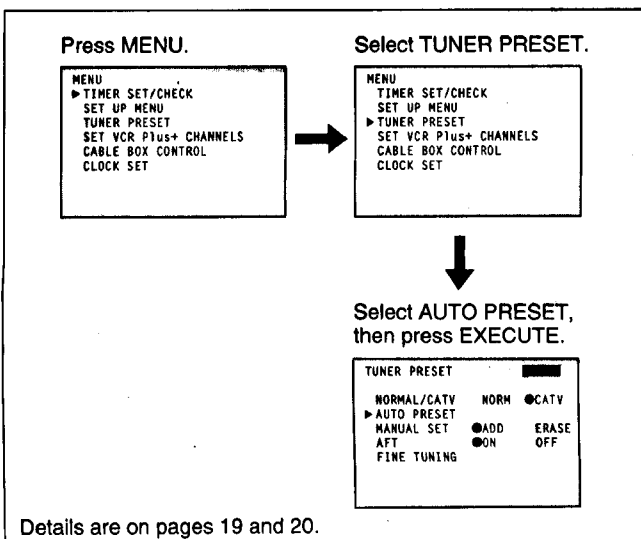 Press MENU.
MENU
▶TIMER SET/CHECK
SET UP MENU
TUNER PRESET
SET VCR Plus+ CHANNELS
CABLE BOX CONTROL
CLOCK SET
Select TUNER PRESET.
MENU
TIMER SET/CHECK
SET UP MENU
▶TUNER PRESET
SET VCR Plus+ CHANNELS
CABLE BOX CONTROL
CLOCK SET
Select AUTO PRESET,
then press EXECUTE.
TUNER PRESET
NORMAL/CATV NORM ●CATV
▶AUTO PRESET
MANUAL SET ●ADD ERASE
AFT ●ON OFF
FINE TUNING
Details are on pages 19 and 20.